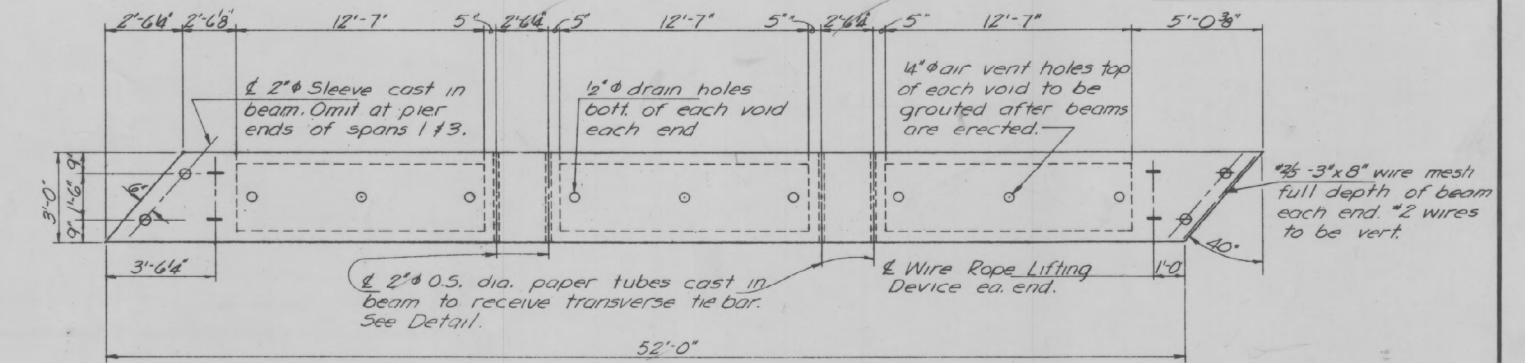 2'-6¼" 2'-6⅛" 12'-7" 5" 2'-6¼" 5" 12'-7" 5" 2'-6¼" 5" 12'-7" 5'-0⅜"
℄ 2"ϕ Sleeve cast in
beam. Omit at pier
ends of spans 1 & 3.
½"ϕ drain holes
bott. of each void
each end
¼"ϕ air vent holes top
of each void to be
grouted after beams
are erected.
3'-0"
9" 1'-6" 9"
6"
-3"x8" wire mesh
full depth of beam
each end. #2 wires
to be vert.
40°
3'-6¼"
℄ 2"ϕ O.S. dia. paper tubes cast in
beam to receive transverse tie bar.
See Detail.
℄ Wire Rope Lifting
Device ea. end.
1'-0"
52'-0"